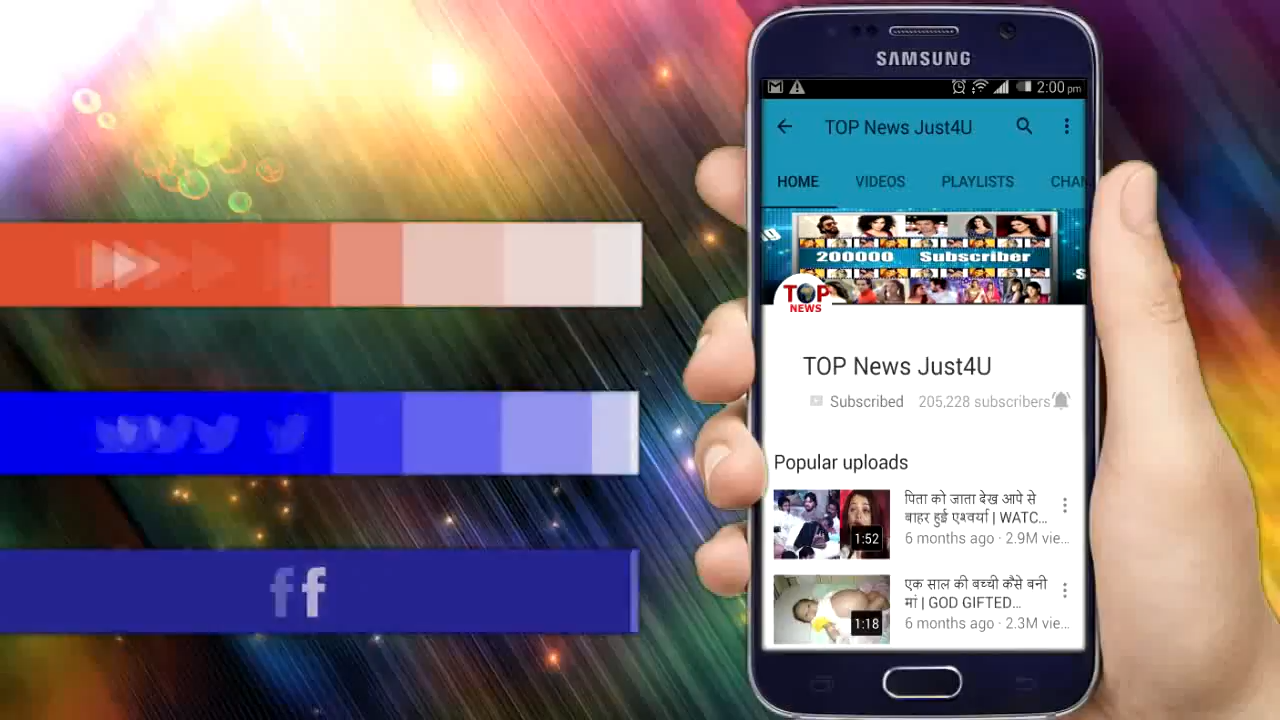 SAMSUNG
2:00 pm
TOP News Just4U
HOME VIDEOS PLAYLISTS CHAN
200000 Subscriber
TOP
NEWS
TOP News Just4U
Subscribed 205,228 subscribers
Popular uploads
पिता को जाता देख आपे से
बाहर हुई एश्वर्या | WATC...
6 months ago · 2.9M vie...
1:52
एक साल की बच्ची कैसे बनी
मां | GOD GIFTED...
6 months ago · 2.3M vie...
1:18
f f